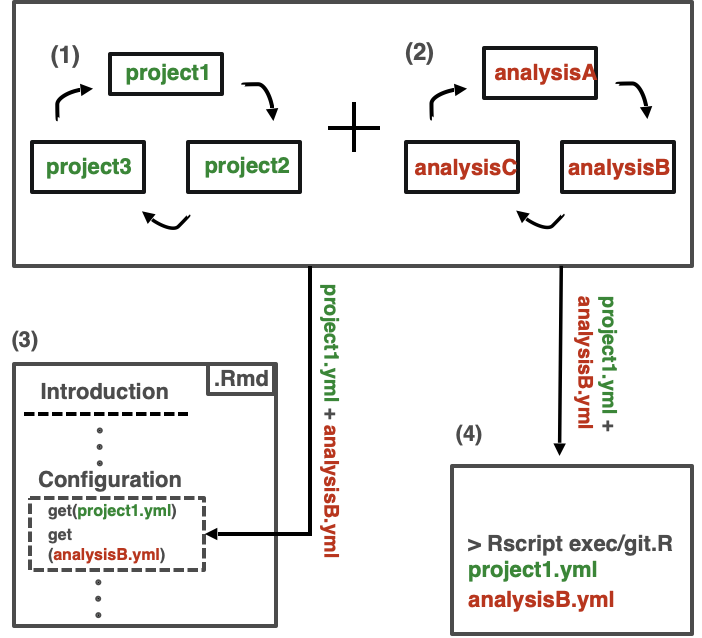 (1)
project1
project3
project2
(2)
analysisA
analysisC
analysisB
project1.yml + analysisB.yml
project1.yml +
analysisB.yml
(3)
.Rmd
Introduction
Configuration
get(project1.yml)
get
(analysisB.yml)
(4)
> Rscript exec/git.R
project1.yml
analysisB.yml